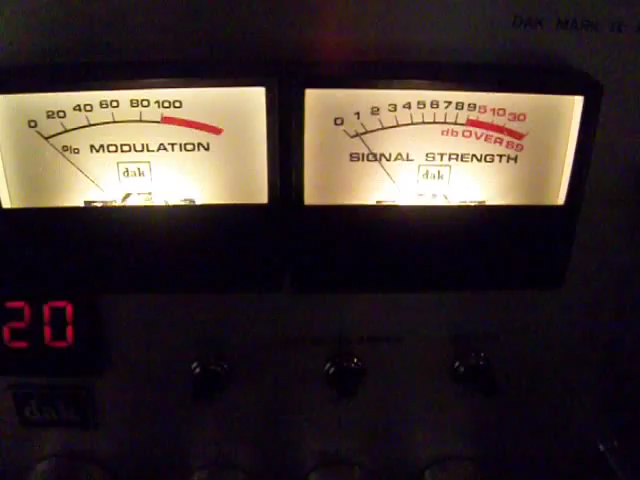 DAK MARK
0 20 40 60 80 100
% MODULATION
dak
0 1 2 3 4 5 6 7 8 9 5 10 30
db OVER S9
SIGNAL STRENGTH
dak
20
dak